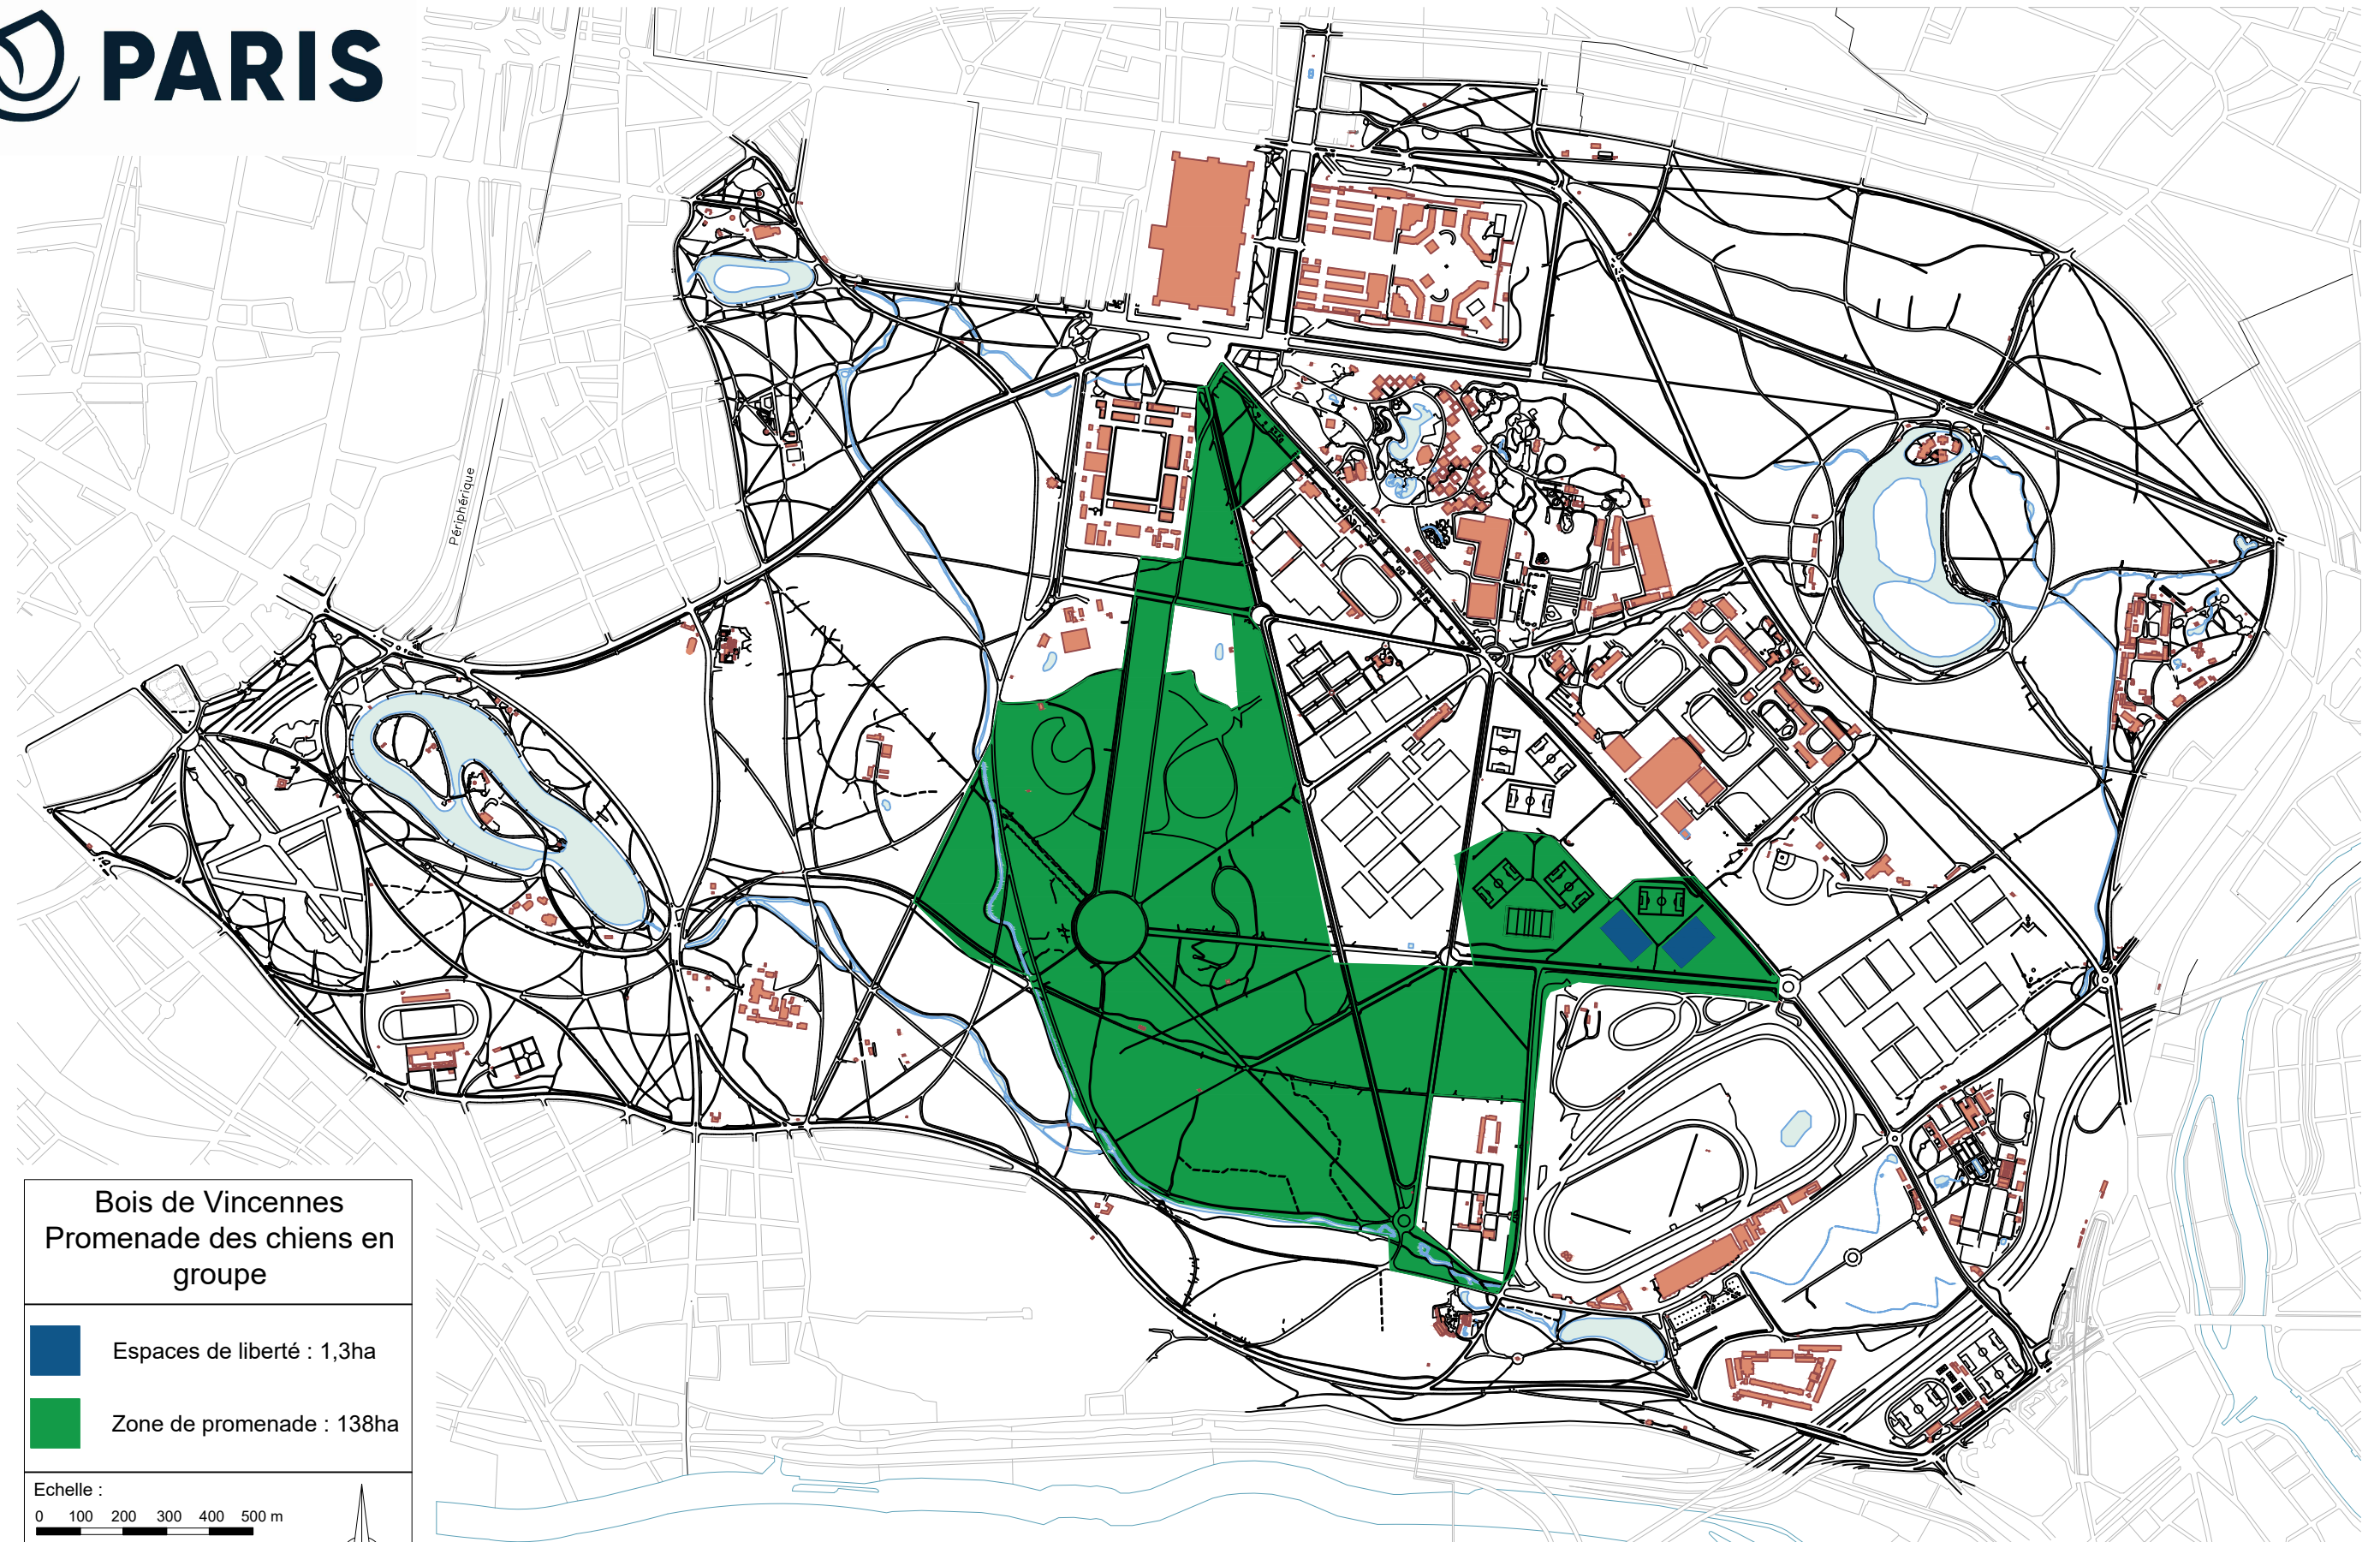 PARIS
Périphérique
Bois de Vincennes
Promenade des chiens en
groupe
Espaces de liberté : 1,3ha
Zone de promenade : 138ha
Echelle :
0 100 200 300 400 500 m